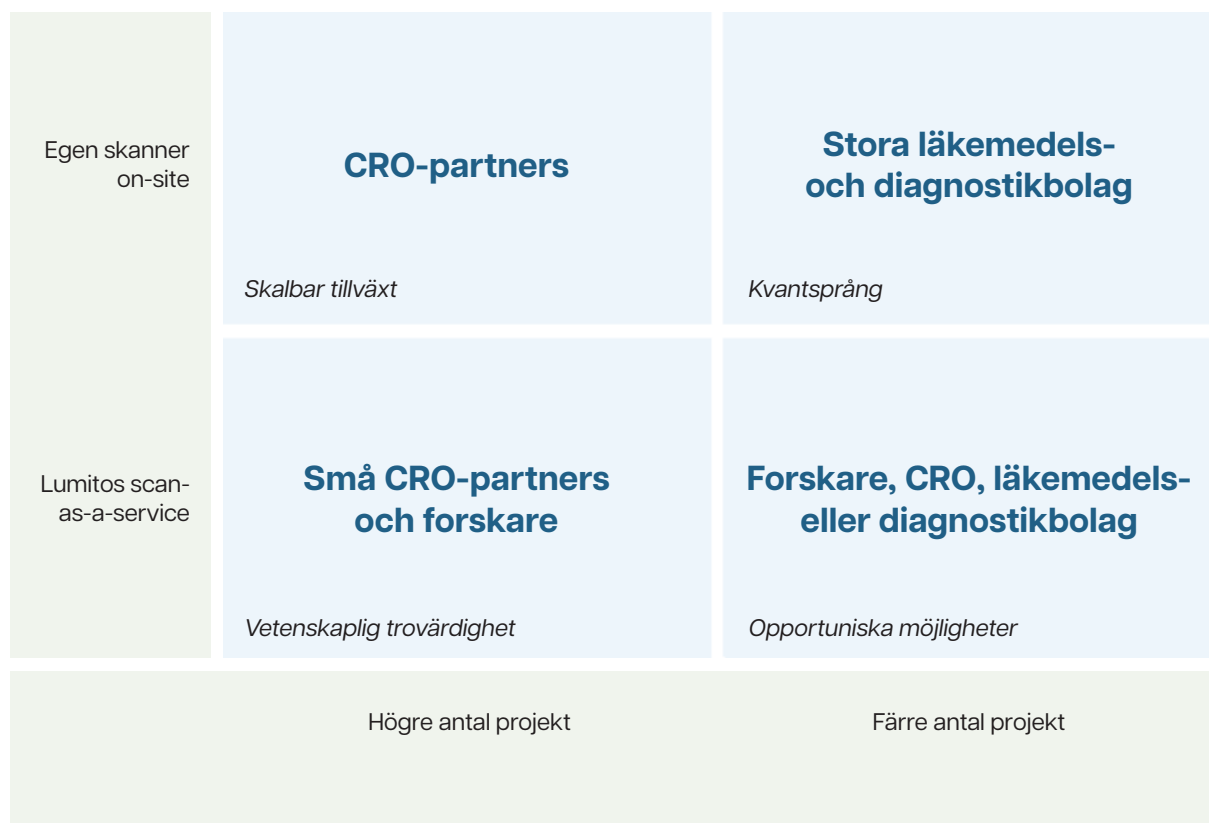 Egen skanner
on-site
CRO-partners
Skalbar tillväxt
Stora läkemedels-
och diagnostikbolag
Kvantsprång
Lumitos scan-
as-a-service
Små CRO-partners
och forskare
Vetenskaplig trovärdighet
Forskare, CRO, läkemedels-
eller diagnostikbolag
Opportuniska möjligheter
Högre antal projekt
Färre antal projekt